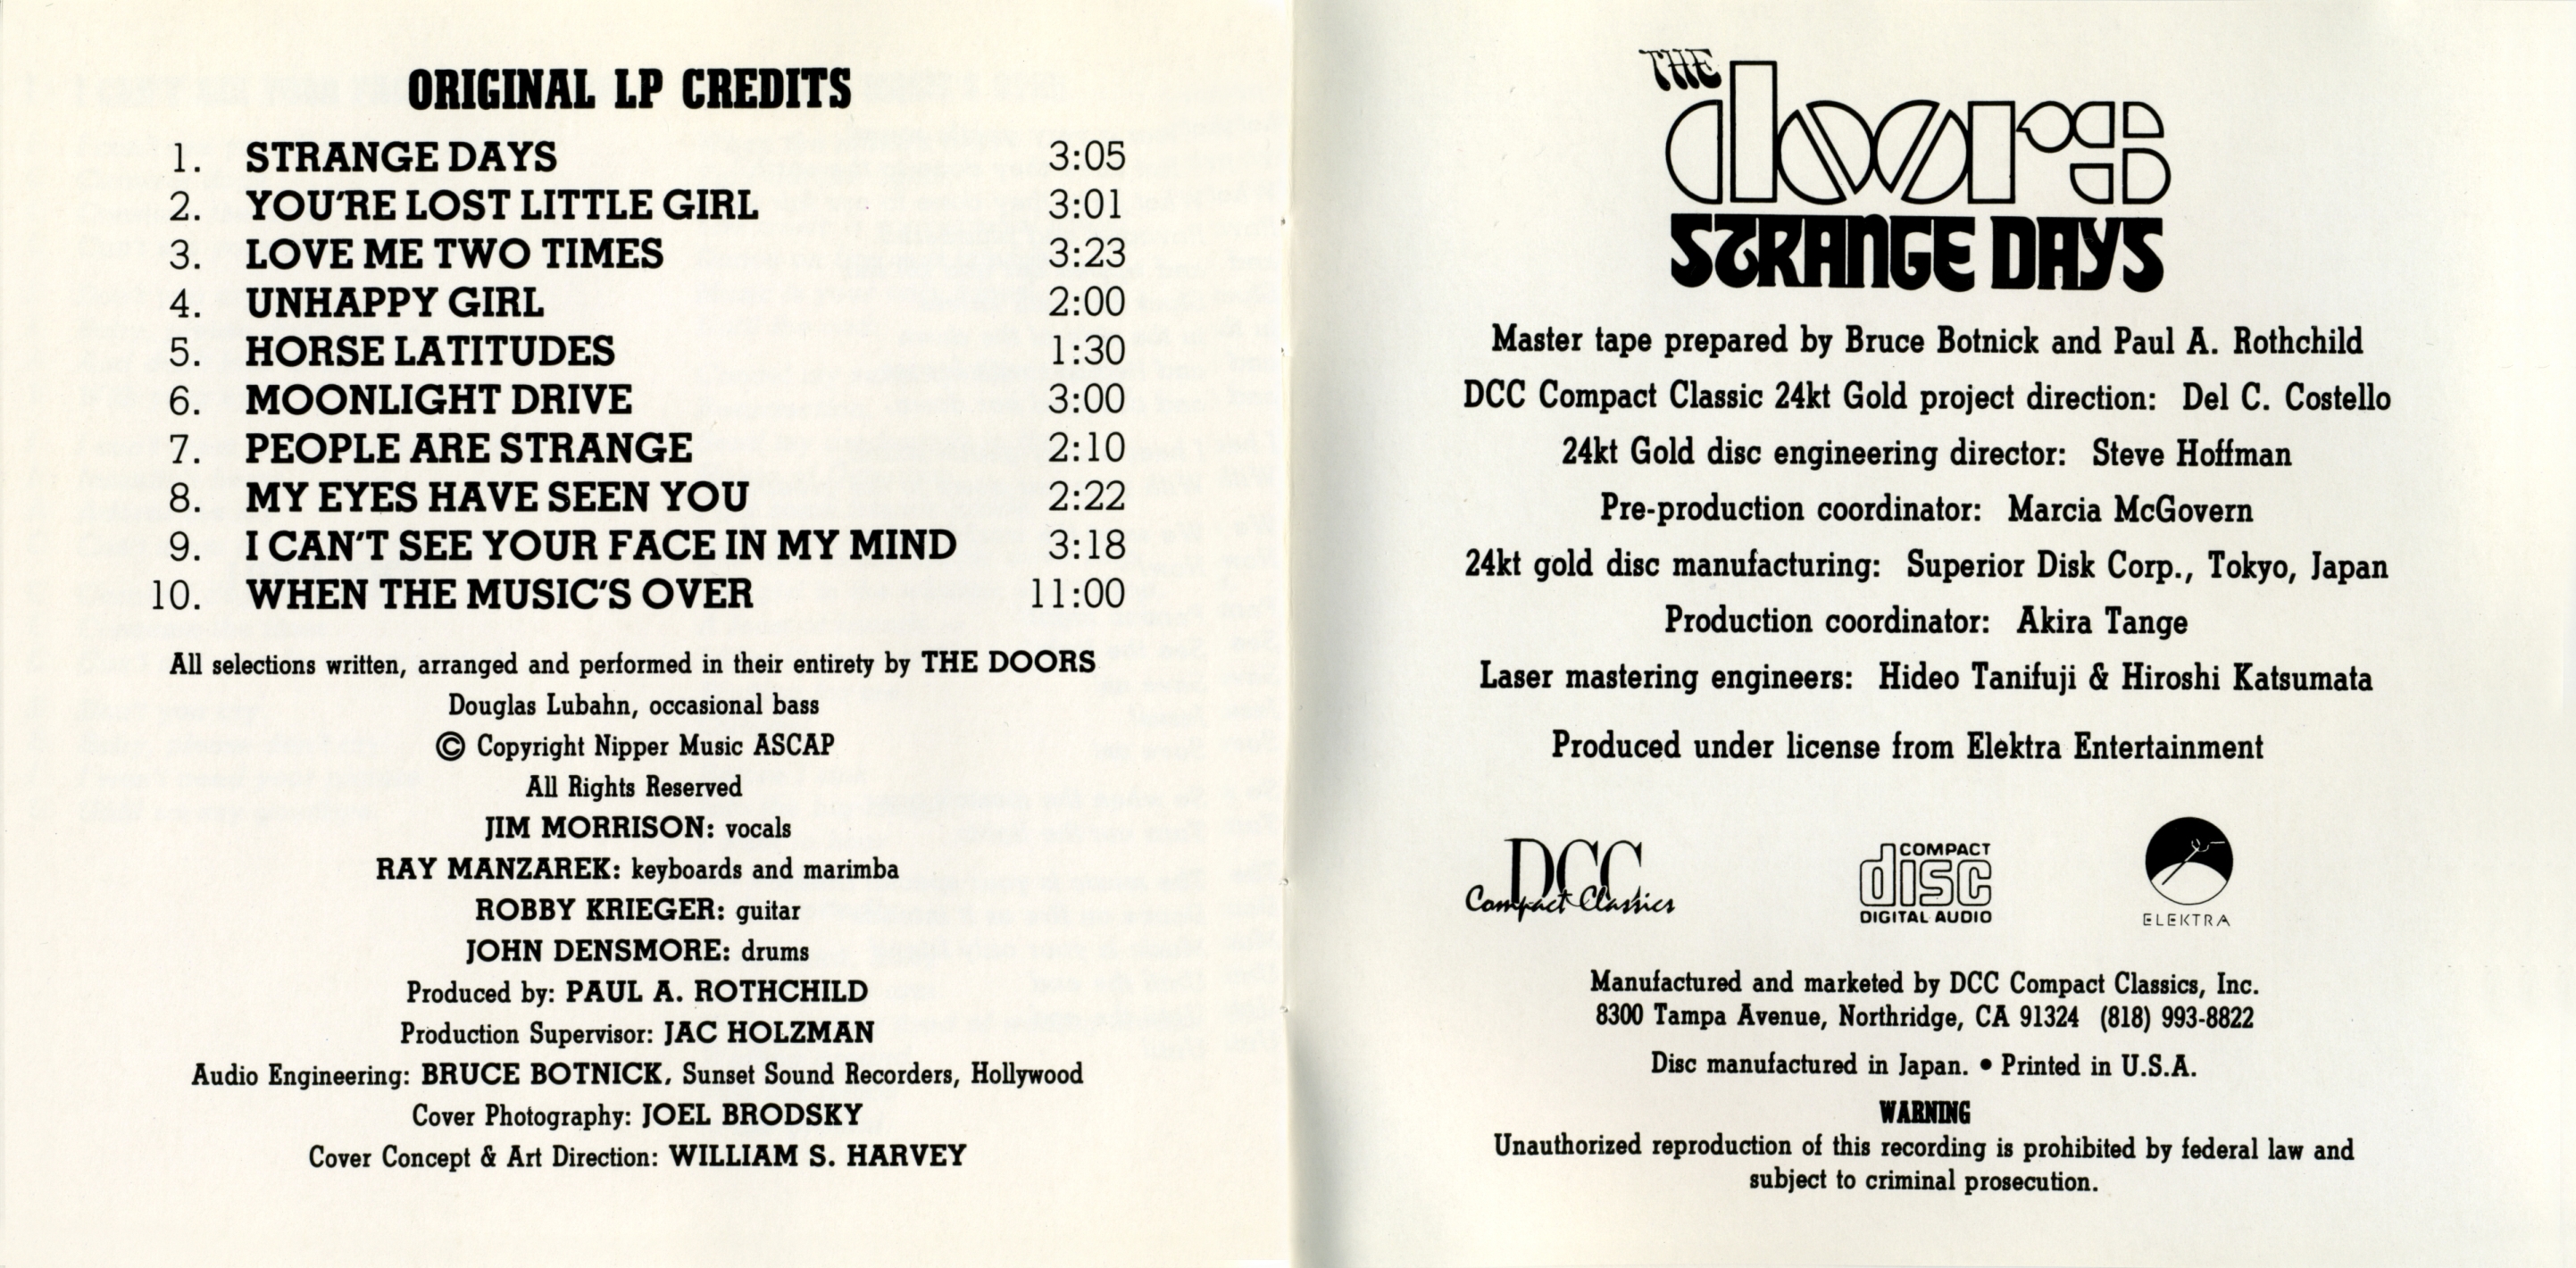 ORIGINAL LP CREDITS
1. STRANGE DAYS 3:05
2. YOU'RE LOST LITTLE GIRL 3:01
3. LOVE ME TWO TIMES 3:23
4. UNHAPPY GIRL 2:00
5. HORSE LATITUDES 1:30
6. MOONLIGHT DRIVE 3:00
7. PEOPLE ARE STRANGE 2:10
8. MY EYES HAVE SEEN YOU 2:22
9. I CAN'T SEE YOUR FACE IN MY MIND 3:18
10. WHEN THE MUSIC'S OVER 11:00
All selections written, arranged and performed in their entirety by THE DOORS
Douglas Lubahn, occasional bass
© Copyright Nipper Music ASCAP
All Rights Reserved
JIM MORRISON: vocals
RAY MANZAREK: keyboards and marimba
ROBBY KRIEGER: guitar
JOHN DENSMORE: drums
Produced by: PAUL A. ROTHCHILD
Production Supervisor: JAC HOLZMAN
Audio Engineering: BRUCE BOTNICK, Sunset Sound Recorders, Hollywood
Cover Photography: JOEL BRODSKY
Cover Concept & Art Direction: WILLIAM S. HARVEY
THE
doors
STRANGE DAYS
Master tape prepared by Bruce Botnick and Paul A. Rothchild
DCC Compact Classic 24kt Gold project direction: Del C. Costello
24kt Gold disc engineering director: Steve Hoffman
Pre-production coordinator: Marcia McGovern
24kt gold disc manufacturing: Superior Disk Corp., Tokyo, Japan
Production coordinator: Akira Tange
Laser mastering engineers: Hideo Tanifuji & Hiroshi Katsumata
Produced under license from Elektra Entertainment
DCC
Compact Classics
COMPACT
disc
DIGITAL AUDIO
ELEKTRA
Manufactured and marketed by DCC Compact Classics, Inc.
8300 Tampa Avenue, Northridge, CA 91324 (818) 993-8822
Disc manufactured in Japan. • Printed in U.S.A.
WARNING
Unauthorized reproduction of this recording is prohibited by federal law and
subject to criminal prosecution.